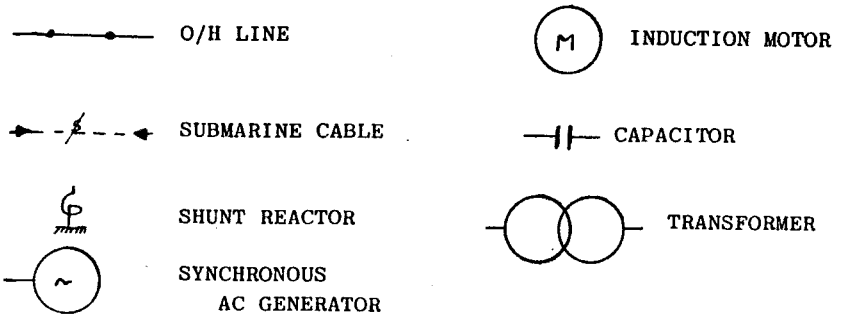 O/H LINE
SUBMARINE CABLE
SHUNT REACTOR
SYNCHRONOUS
AC GENERATOR
M
INDUCTION MOTOR
CAPACITOR
TRANSFORMER